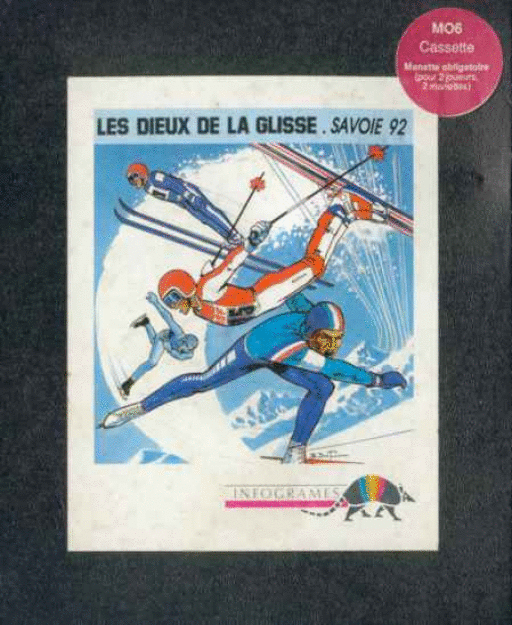 MO6
Cassette
Manette obligatoire
(pour 2 joueurs,
2 manettes)
LES DIEUX DE LA GLISSE . SAVOIE 92
INFOGRAMES